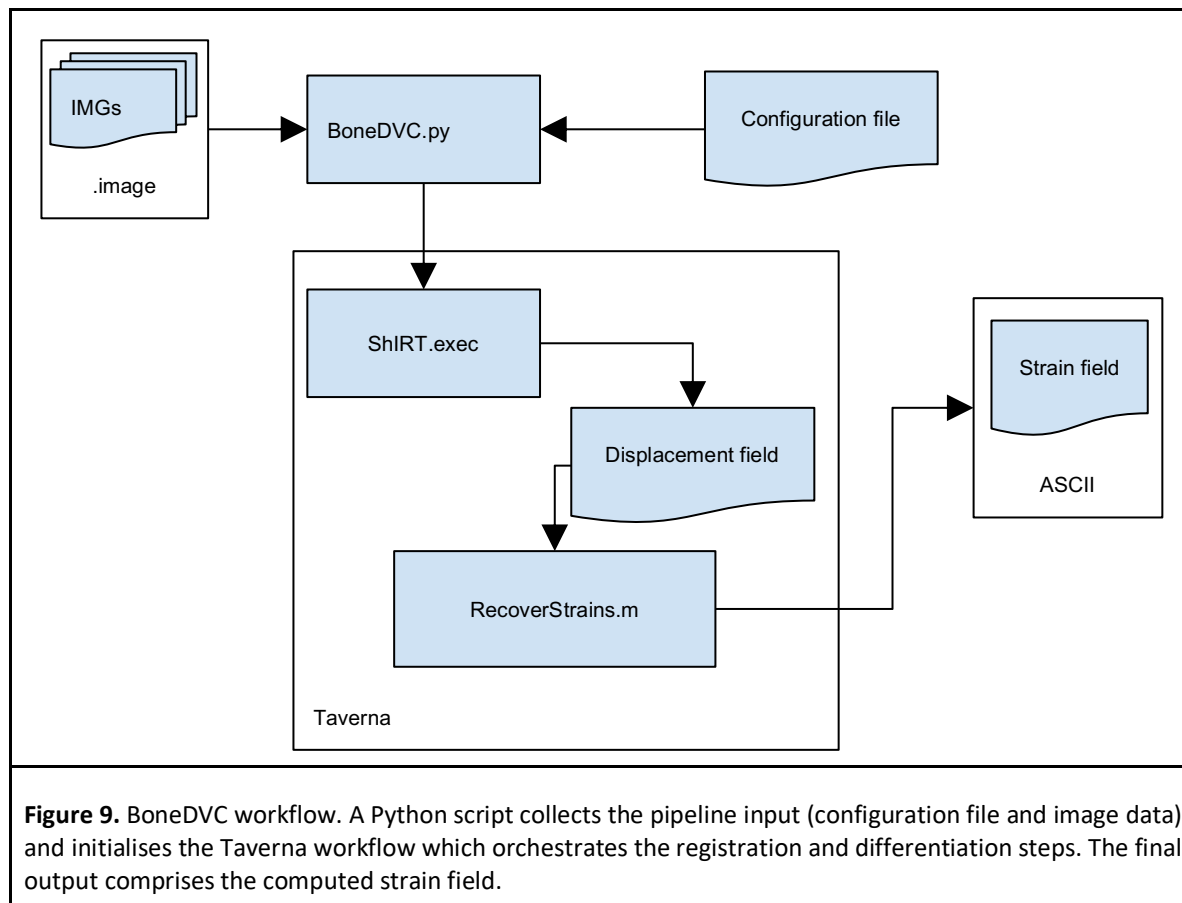 IMGs
.image
BoneDVC.py
Configuration file
ShIRT.exec
Displacement field
RecoverStrains.m
Taverna
Strain field
ASCII
Figure 9. BoneDVC workflow. A Python script collects the pipeline input (configuration file and image data)
and initialises the Taverna workflow which orchestrates the registration and differentiation steps. The final
output comprises the computed strain field.